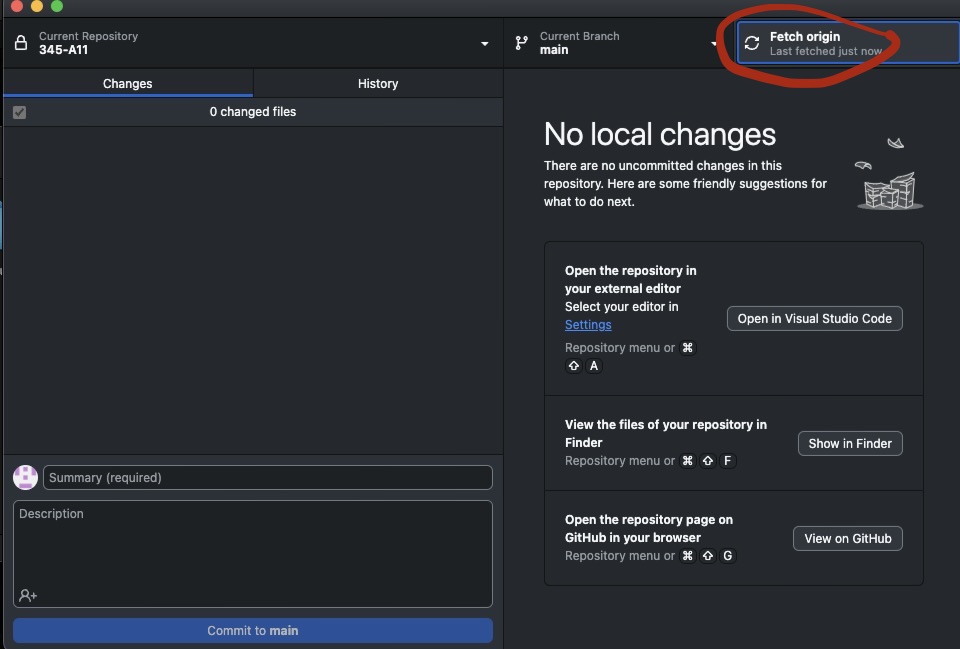 Current Repository
345-A11
Current Branch
main
Fetch origin
Last fetched just now
Changes
History
0 changed files
No local changes
There are no uncommitted changes in this
repository. Here are some friendly suggestions for
what to do next.
Open the repository in
your external editor
Select your editor in
Settings
Repository menu or ⌘
⇧ A
Open in Visual Studio Code
View the files of your repository in
Finder
Repository menu or ⌘ ⇧ F
Show in Finder
Open the repository page on
GitHub in your browser
Repository menu or ⌘ ⇧ G
View on GitHub
Summary (required)
Description
Commit to main